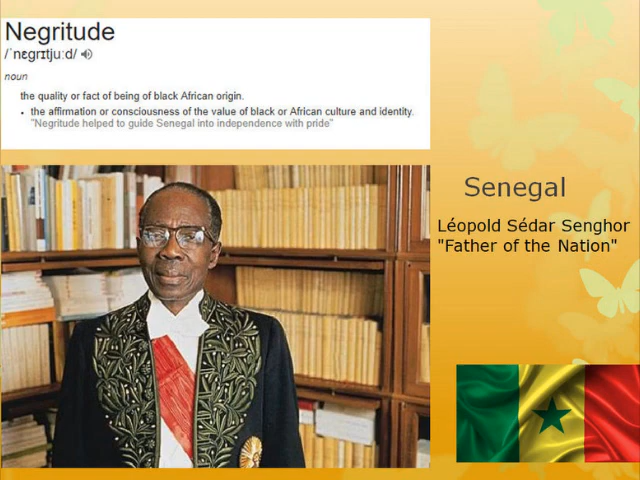 Negritude
/ˈnɛɡrɪtjuːd/
noun
the quality or fact of being of black African origin.
• the affirmation or consciousness of the value of black or African culture and identity.
"Negritude helped to guide Senegal into independence with pride"
Senegal
Léopold Sédar Senghor
"Father of the Nation"